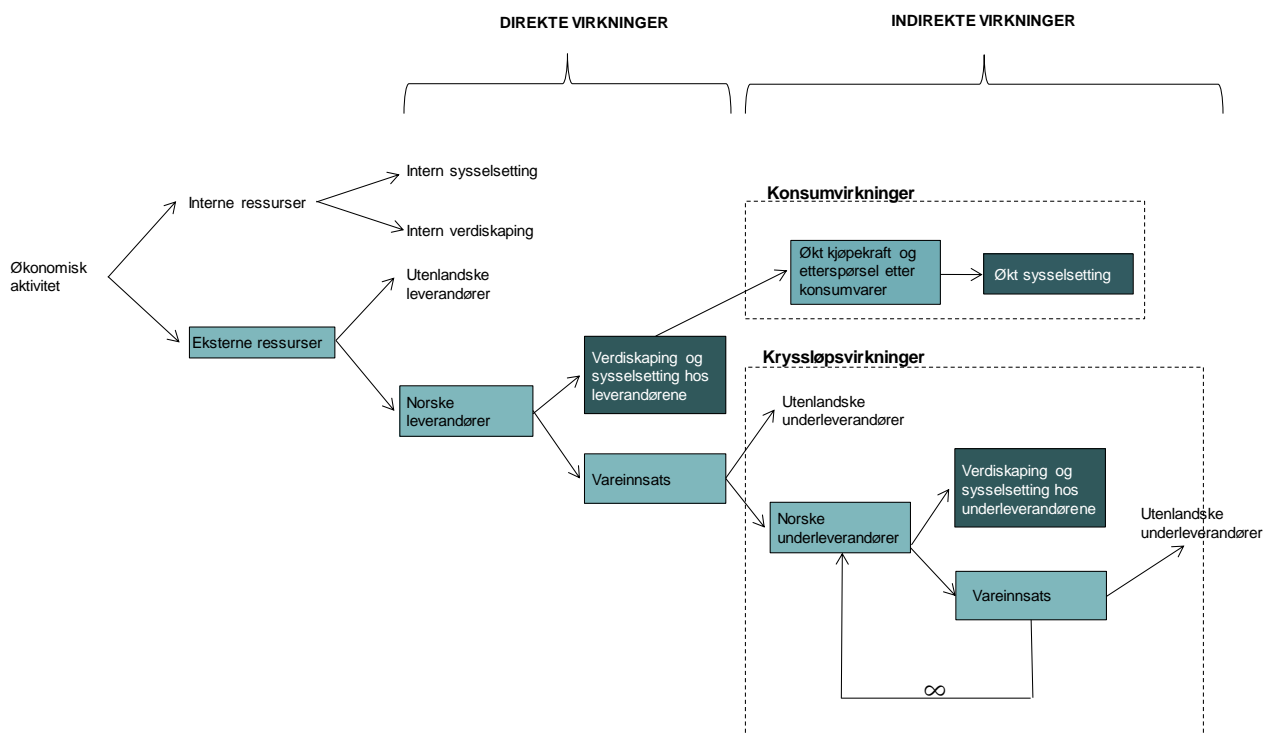 DIREKTE VIRKNINGER
INDIREKTE VIRKNINGER
Intern sysselsetting
Interne ressurser
Intern verdiskaping
Økonomisk
aktivitet
Utenlandske
leverandører
Eksterne ressurser
Norske
leverandører
Verdiskaping og
sysselsetting hos
leverandørene
Vareinnsats
Konsumvirkninger
Økt kjøpekraft og
etterspørsel etter
konsumvarer
Økt sysselsetting
Kryssløpsvirkninger
Utenlandske
underleverandører
Norske
underleverandører
Verdiskaping og
sysselsetting hos
underleverandørene
Vareinnsats
Utenlandske
underleverandører
∞